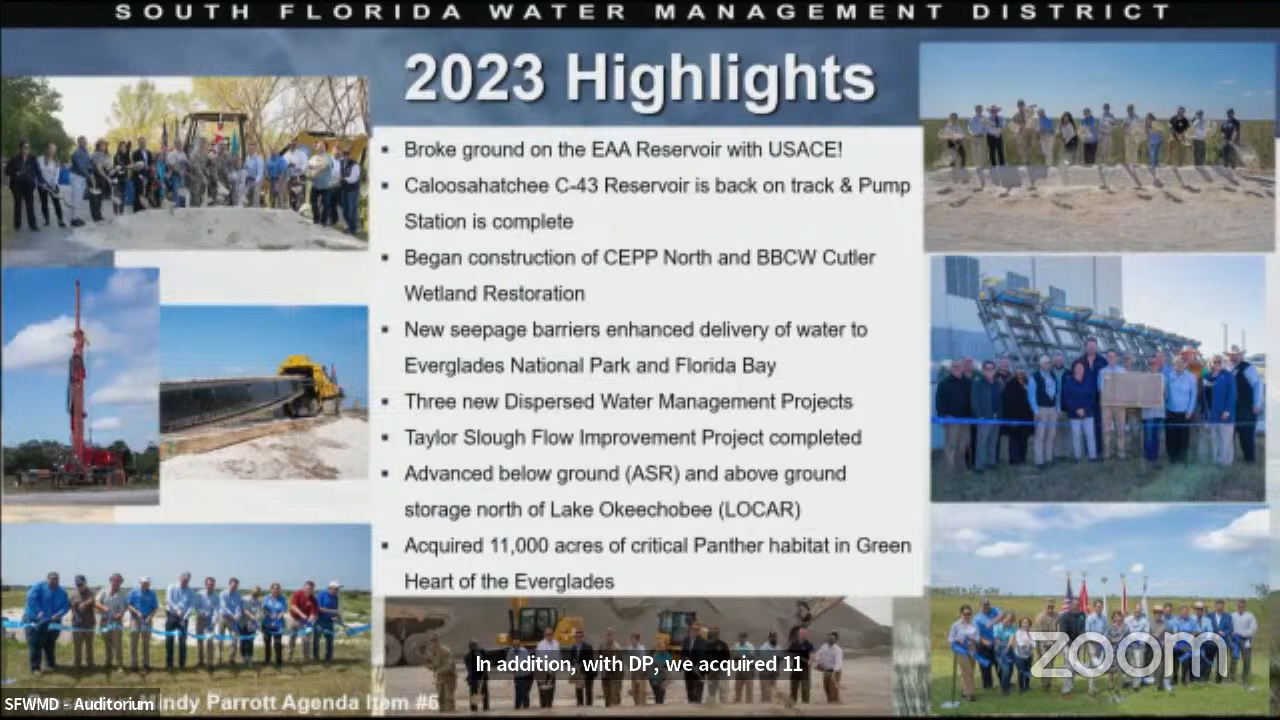 SOUTH FLORIDA WATER MANAGEMENT DISTRICT
2023 Highlights
▪ Broke ground on the EAA Reservoir with USACE!
▪ Caloosahatchee C-43 Reservoir is back on track & Pump
Station is complete
▪ Began construction of CEPP North and BBCW Cutler
Wetland Restoration
▪ New seepage barriers enhanced delivery of water to
Everglades National Park and Florida Bay
▪ Three new Dispersed Water Management Projects
▪ Taylor Slough Flow Improvement Project completed
▪ Advanced below ground (ASR) and above ground
storage north of Lake Okeechobee (LOCAR)
▪ Acquired 11,000 acres of critical Panther habitat in Green
Heart of the Everglades
In addition, with DP, we acquired 11
zoom
SFWMD - Auditorium
Parrott Agenda Item #6